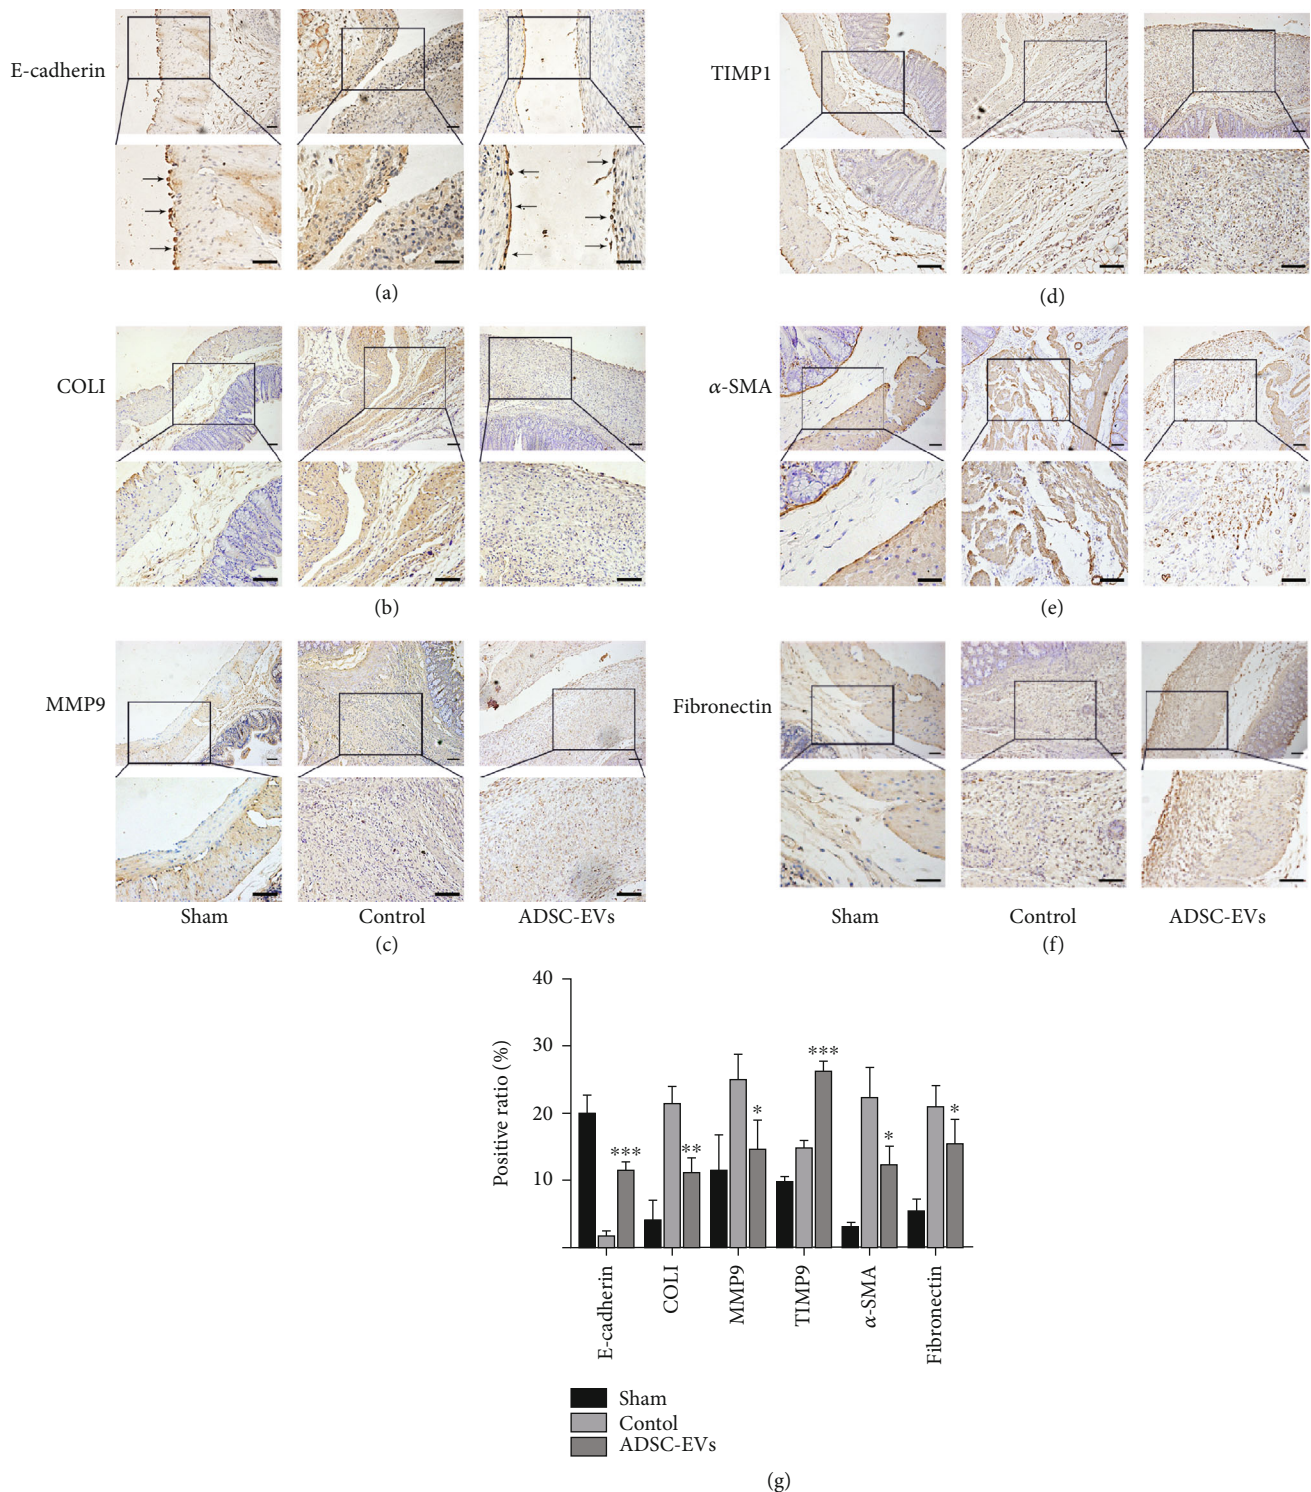 E-cadherin
(a)
TIMP1
(d)
COLI
(b)
α-SMA
(e)
MMP9
Sham Control ADSC-EVs
(c)
Fibronectin
Sham Control ADSC-EVs
(f)
Positive ratio (%)
40
30
20
10
***
**
*
***
*
*
E-cadherin
COLI
MMP9
TIMP9
α-SMA
Fibronectin
Sham
Contol
ADSC-EVs
(g)